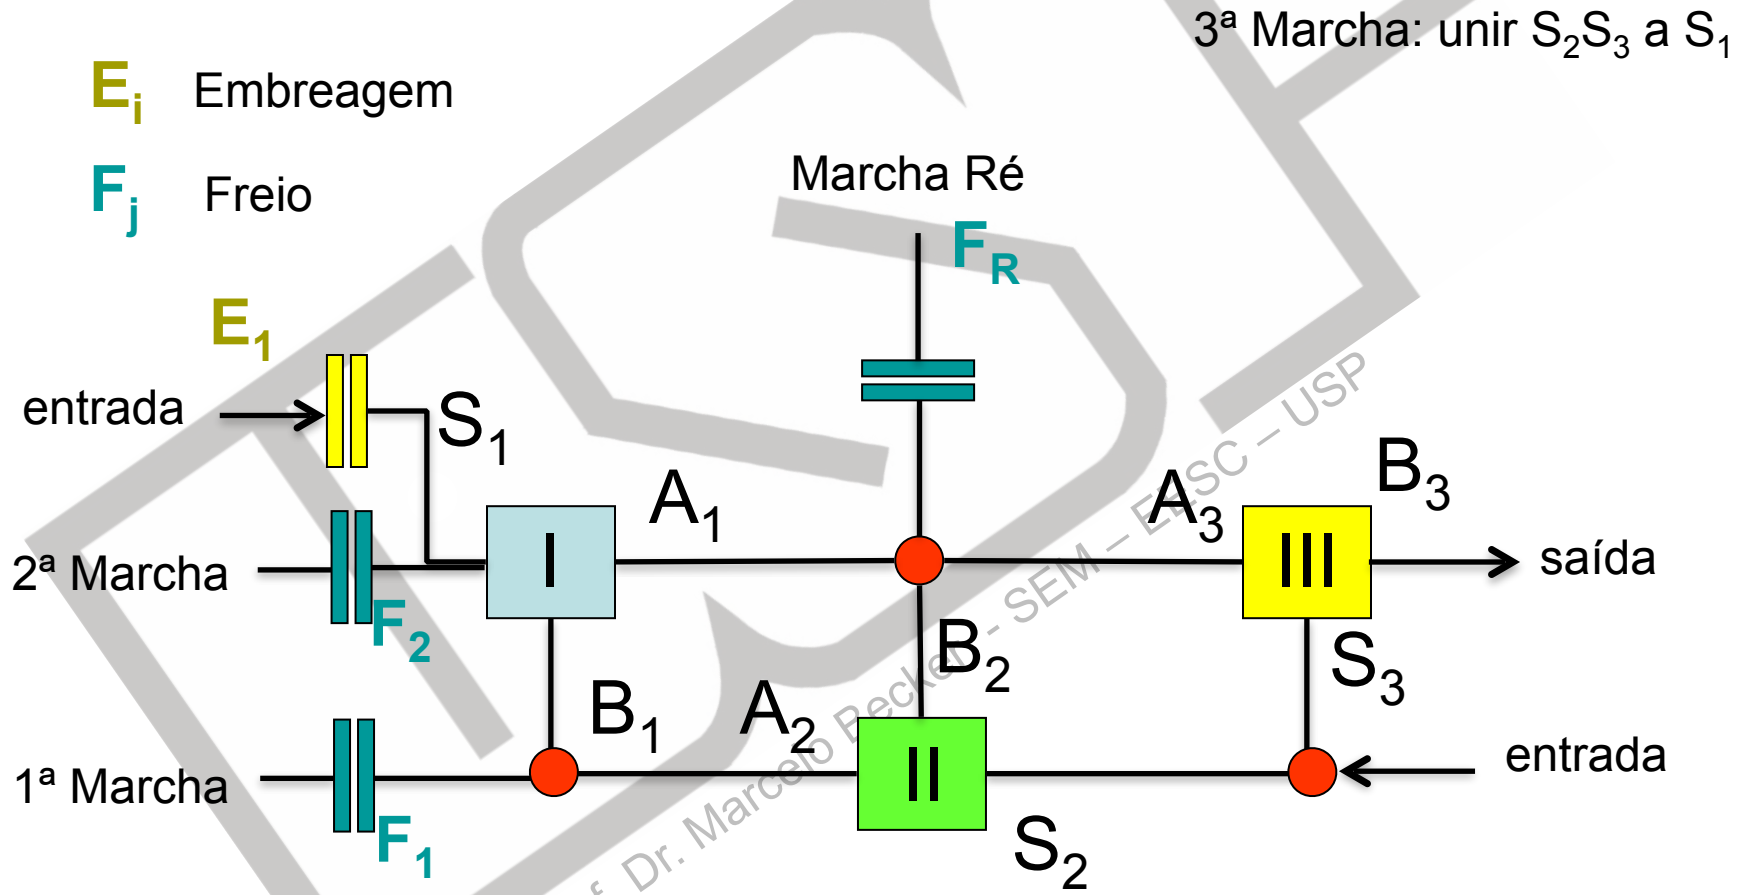 3ª Marcha: unir S₂S₃ a S₁
Eᵢ Embreagem
Fⱼ Freio
Marcha Ré
F_R
E₁
entrada
S₁
A₁
A₃
B₃
I
III
saída
2ª Marcha
F₂
B₂
S₃
B₁
A₂
II
entrada
1ª Marcha
F₁
S₂
Dr. Marcelo Becker - SEM – EESC – USP